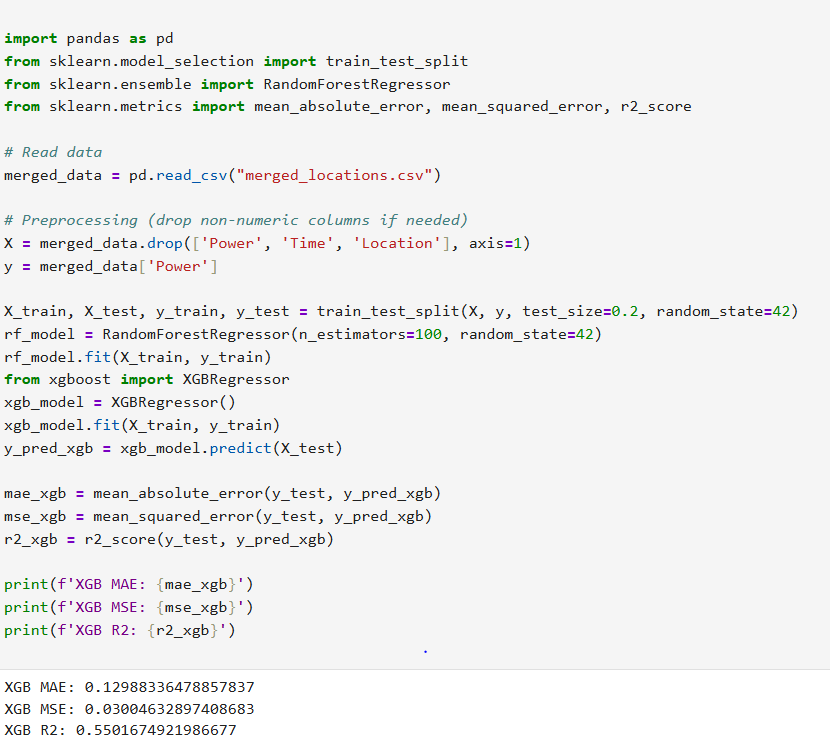 import pandas as pd
from sklearn.model_selection import train_test_split
from sklearn.ensemble import RandomForestRegressor
from sklearn.metrics import mean_absolute_error, mean_squared_error, r2_score
# Read data
merged_data = pd.read_csv("merged_locations.csv")
# Preprocessing (drop non-numeric columns if needed)
X = merged_data.drop(['Power', 'Time', 'Location'], axis=1)
y = merged_data['Power']
X_train, X_test, y_train, y_test = train_test_split(X, y, test_size=0.2, random_state=42)
rf_model = RandomForestRegressor(n_estimators=100, random_state=42)
rf_model.fit(X_train, y_train)
from xgboost import XGBRegressor
xgb_model = XGBRegressor()
xgb_model.fit(X_train, y_train)
y_pred_xgb = xgb_model.predict(X_test)
mae_xgb = mean_absolute_error(y_test, y_pred_xgb)
mse_xgb = mean_squared_error(y_test, y_pred_xgb)
r2_xgb = r2_score(y_test, y_pred_xgb)
print(f'XGB MAE: {mae_xgb}')
print(f'XGB MSE: {mse_xgb}')
print(f'XGB R2: {r2_xgb}')
XGB MAE: 0.12988336478857837
XGB MSE: 0.03004632897408683
XGB R2: 0.5501674921986677